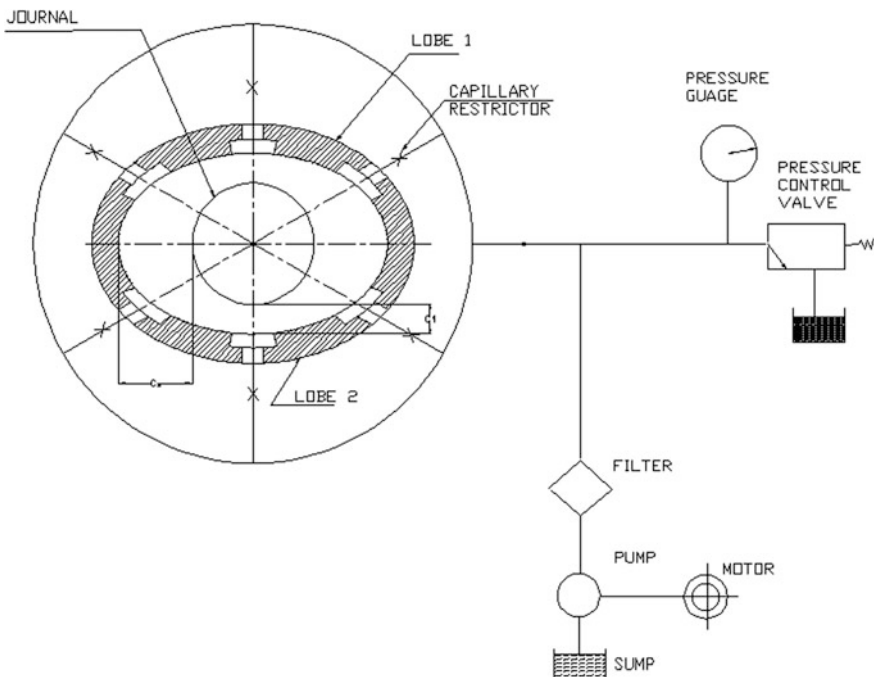 JOURNAL
LOBE 1
CAPILLARY
RESTRICTOR
PRESSURE
GUAGE
PRESSURE
CONTROL
VALVE
LOBE 2
FILTER
PUMP
MOTOR
SUMP